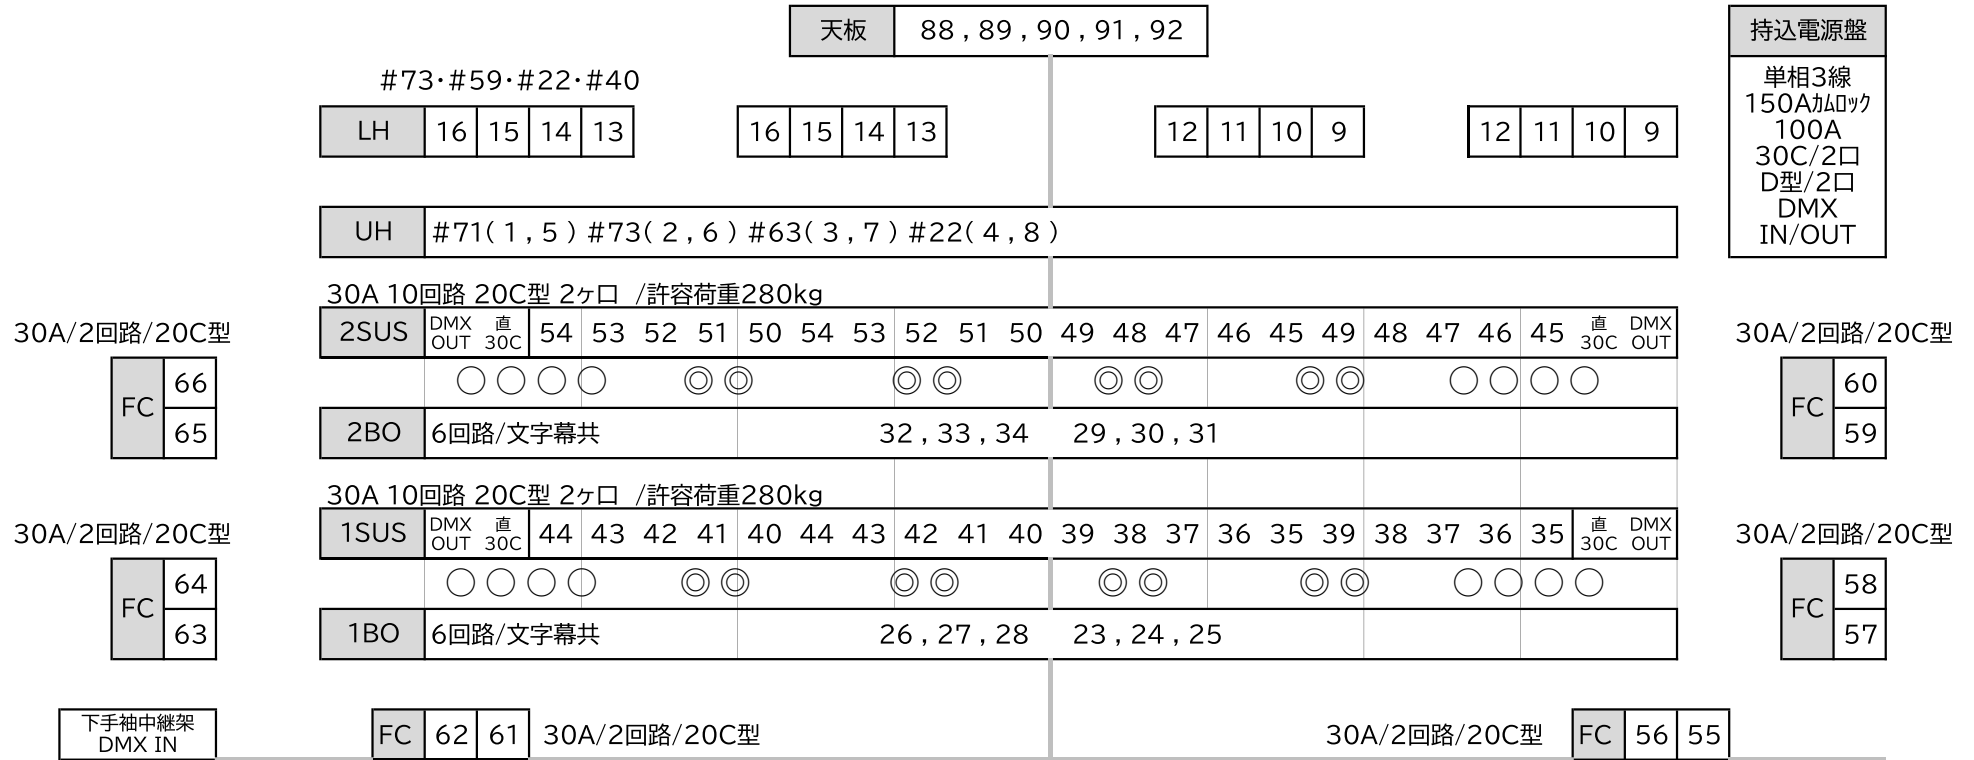 天板 88 , 89 , 90 , 91 , 92
持込電源盤
単相3線
150Aｶﾑﾛｯｸ
100A
30C/2口
D型/2口
DMX
IN/OUT
#73・#59・#22・#40
LH 16 15 14 13 16 15 14 13 12 11 10 9 12 11 10 9
UH #71( 1 , 5 ) #73( 2 , 6 ) #63( 3 , 7 ) #22( 4 , 8 )
30A 10回路 20C型 2ヶ口 /許容荷重280kg
30A/2回路/20C型
2SUS DMX OUT 直 30C 54 53 52 51 50 54 53 52 51 50 49 48 47 46 45 49 48 47 46 45 直 30C DMX OUT
30A/2回路/20C型
FC 66
65
○ ○ ○ ○ ◎ ◎ ◎ ◎ ◎ ◎ ◎ ◎ ○ ○ ○ ○
FC 60
59
2BO 6回路/文字幕共 32 , 33 , 34 29 , 30 , 31
30A 10回路 20C型 2ヶ口 /許容荷重280kg
30A/2回路/20C型
1SUS DMX OUT 直 30C 44 43 42 41 40 44 43 42 41 40 39 38 37 36 35 39 38 37 36 35 直 30C DMX OUT
30A/2回路/20C型
FC 64
63
○ ○ ○ ○ ◎ ◎ ◎ ◎ ◎ ◎ ◎ ◎ ○ ○ ○ ○
FC 58
57
1BO 6回路/文字幕共 26 , 27 , 28 23 , 24 , 25
下手袖中継架
DMX IN
FC 62 61 30A/2回路/20C型
30A/2回路/20C型 FC 56 55